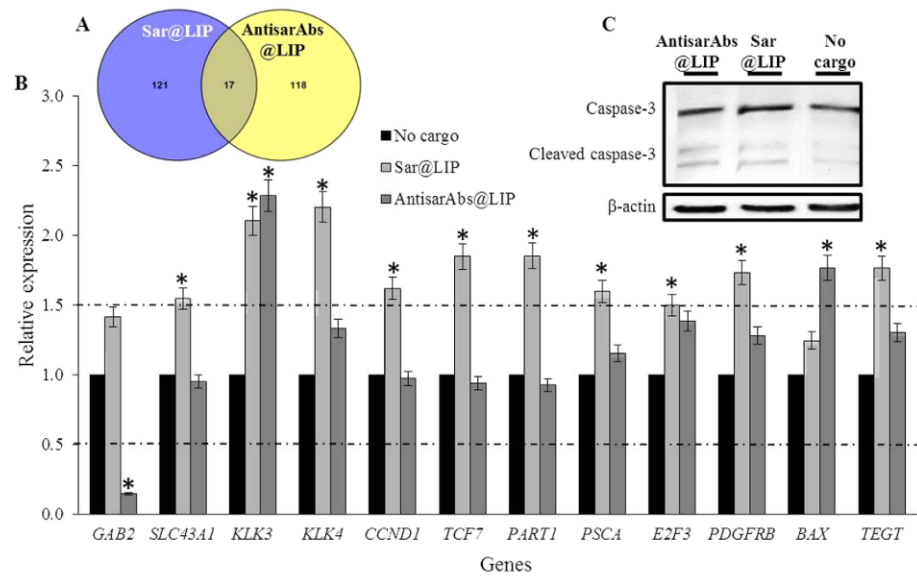 A
Sar@LIP
AntisarAbs
@LIP
121
17
118
B
C
AntisarAbs
@LIP
Sar
@LIP
No
cargo
Caspase-3
Cleaved caspase-3
β-actin
No cargo
Sar@LIP
AntisarAbs@LIP
Relative expression
3.0
2.5
2.0
1.5
1.0
0.5
0.0
*
*
*
*
*
*
*
*
*
*
*
*
*
GAB2 SLC43A1 KLK3 KLK4 CCND1 TCF7 PART1 PSCA E2F3 PDGFRB BAX TEGT
Genes